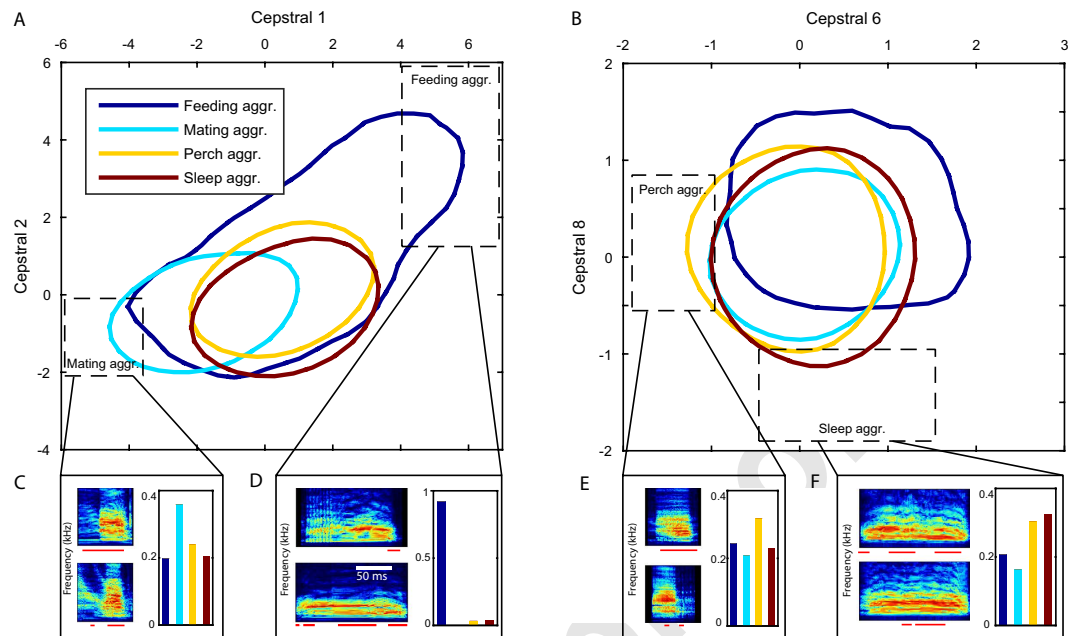 A
Cepstral 1
-6 -4 -2 0 2 4 6
6
4
2
0
-2
-4
Cepstral 2
Feeding aggr.
Mating aggr.
Perch aggr.
Sleep aggr.
Feeding aggr.
Mating aggr.
B
Cepstral 6
-2 -1 0 1 2 3
2
1
0
-1
-2
Cepstral 8
Perch aggr.
Sleep aggr.
C
Frequency (kHz)
0.4
0.2
0
D
Frequency (kHz)
50 ms
1
0.5
0
E
Frequency (kHz)
0.4
0.2
0
F
Frequency (kHz)
0.4
0.2
0